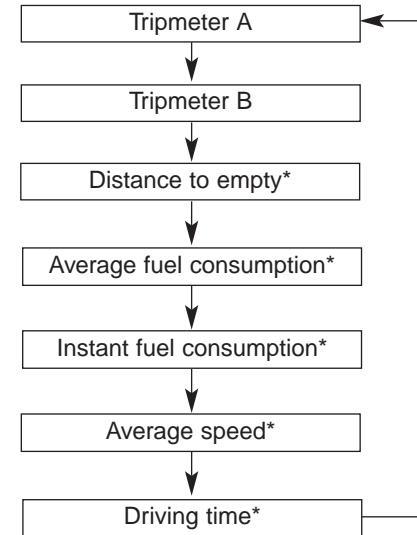 Tripmeter A
Tripmeter B
Distance to empty*
Average fuel consumption*
Instant fuel consumption*
Average speed*
Driving time*